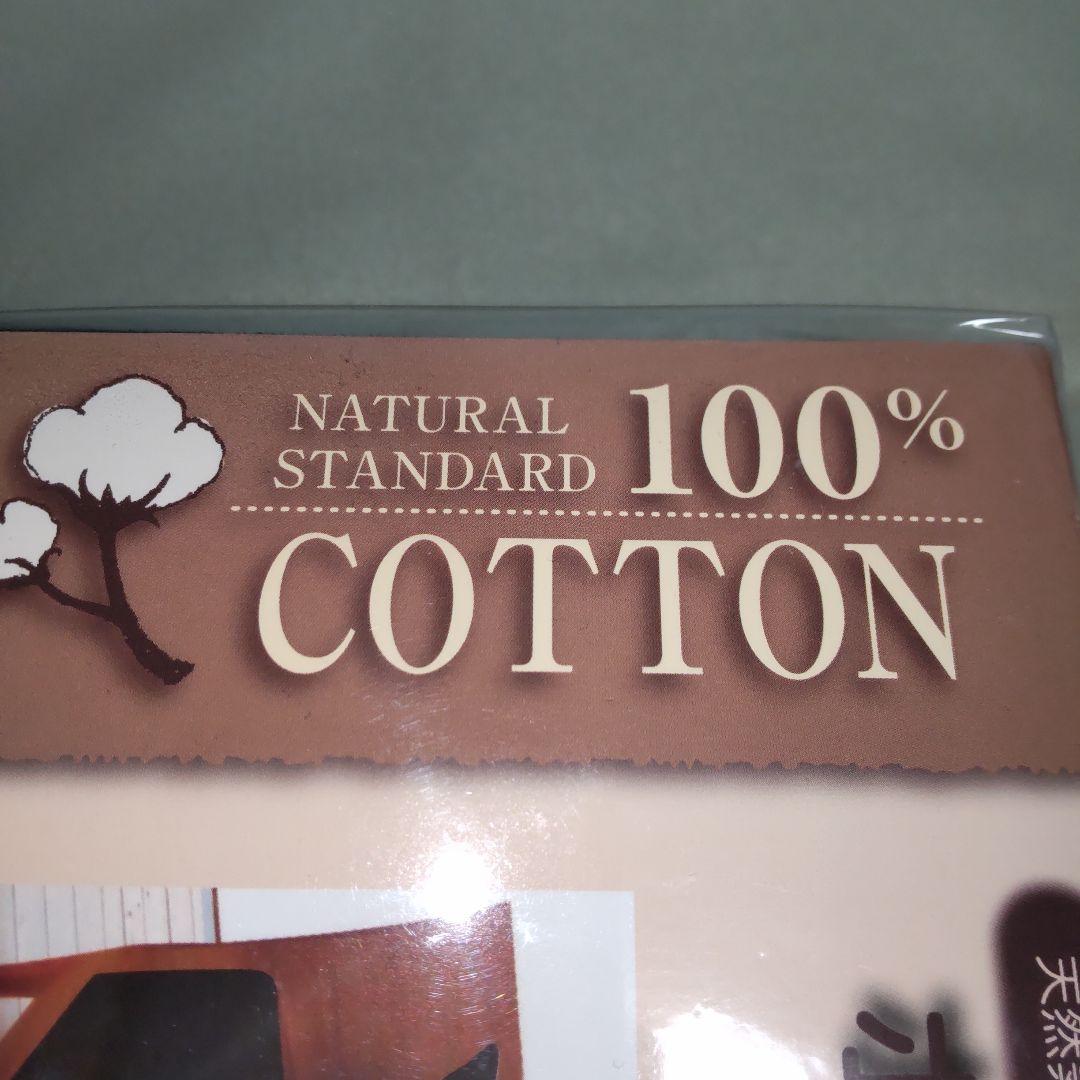 NATURAL
STANDARD
100%
COTTON
天然